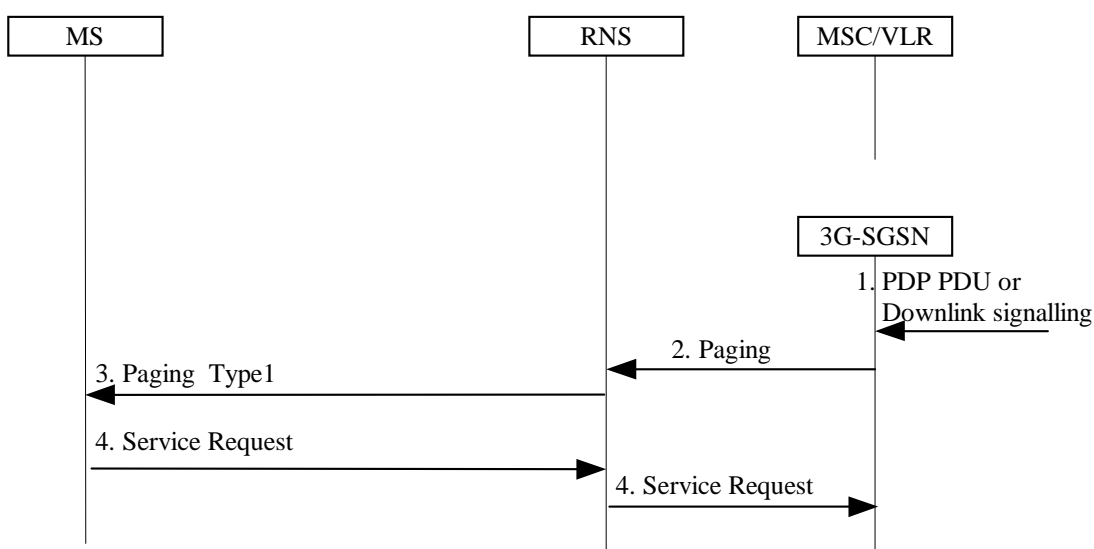 MS
RNS
MSC/VLR
3G-SGSN
1. PDP PDU or
Downlink signalling
2. Paging
3. Paging Type1
4. Service Request
4. Service Request